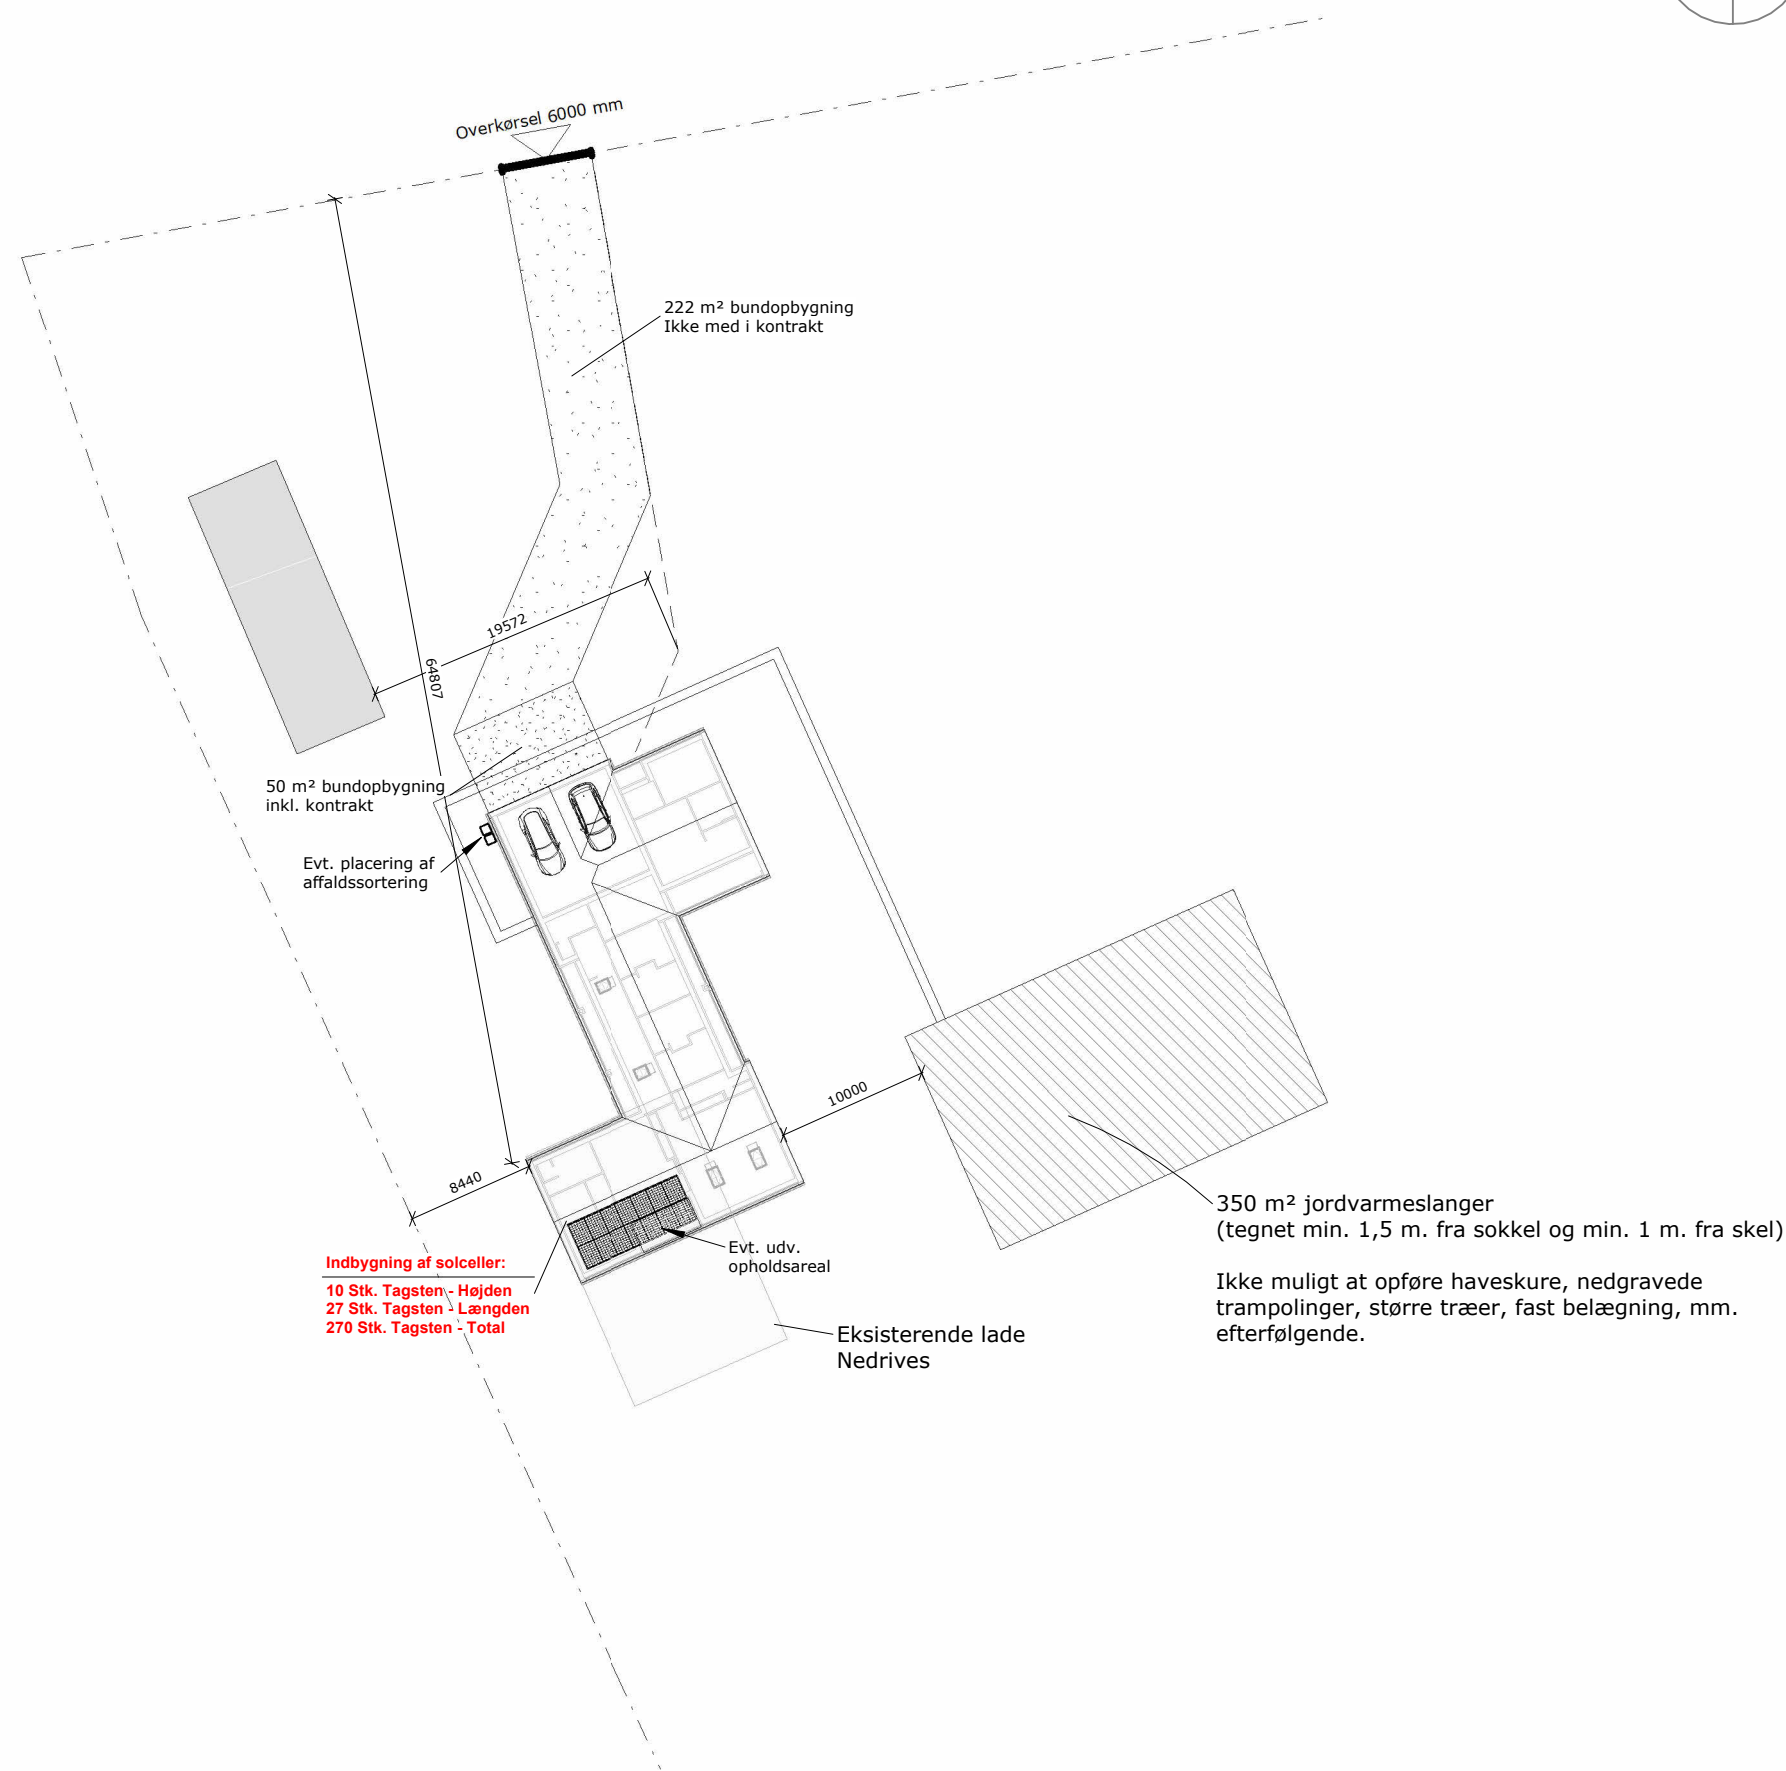 Overkørsel 6000 mm
222 m² bundopbygning
Ikke med i kontrakt
19572
64807
50 m² bundopbygning
inkl. kontrakt
Evt. placering af
affaldssortering
10000
8440
350 m² jordvarmeslanger
(tegnet min. 1,5 m. fra sokkel og min. 1 m. fra skel)
Ikke muligt at opføre haveskure, nedgravede
trampolinger, større træer, fast belægning, mm.
efterfølgende.
Evt. udv.
opholdsareal
Indbygning af solceller:
10 Stk. Tagsten - Højden
27 Stk. Tagsten - Længden
270 Stk. Tagsten - Total
Eksisterende lade
Nedrives